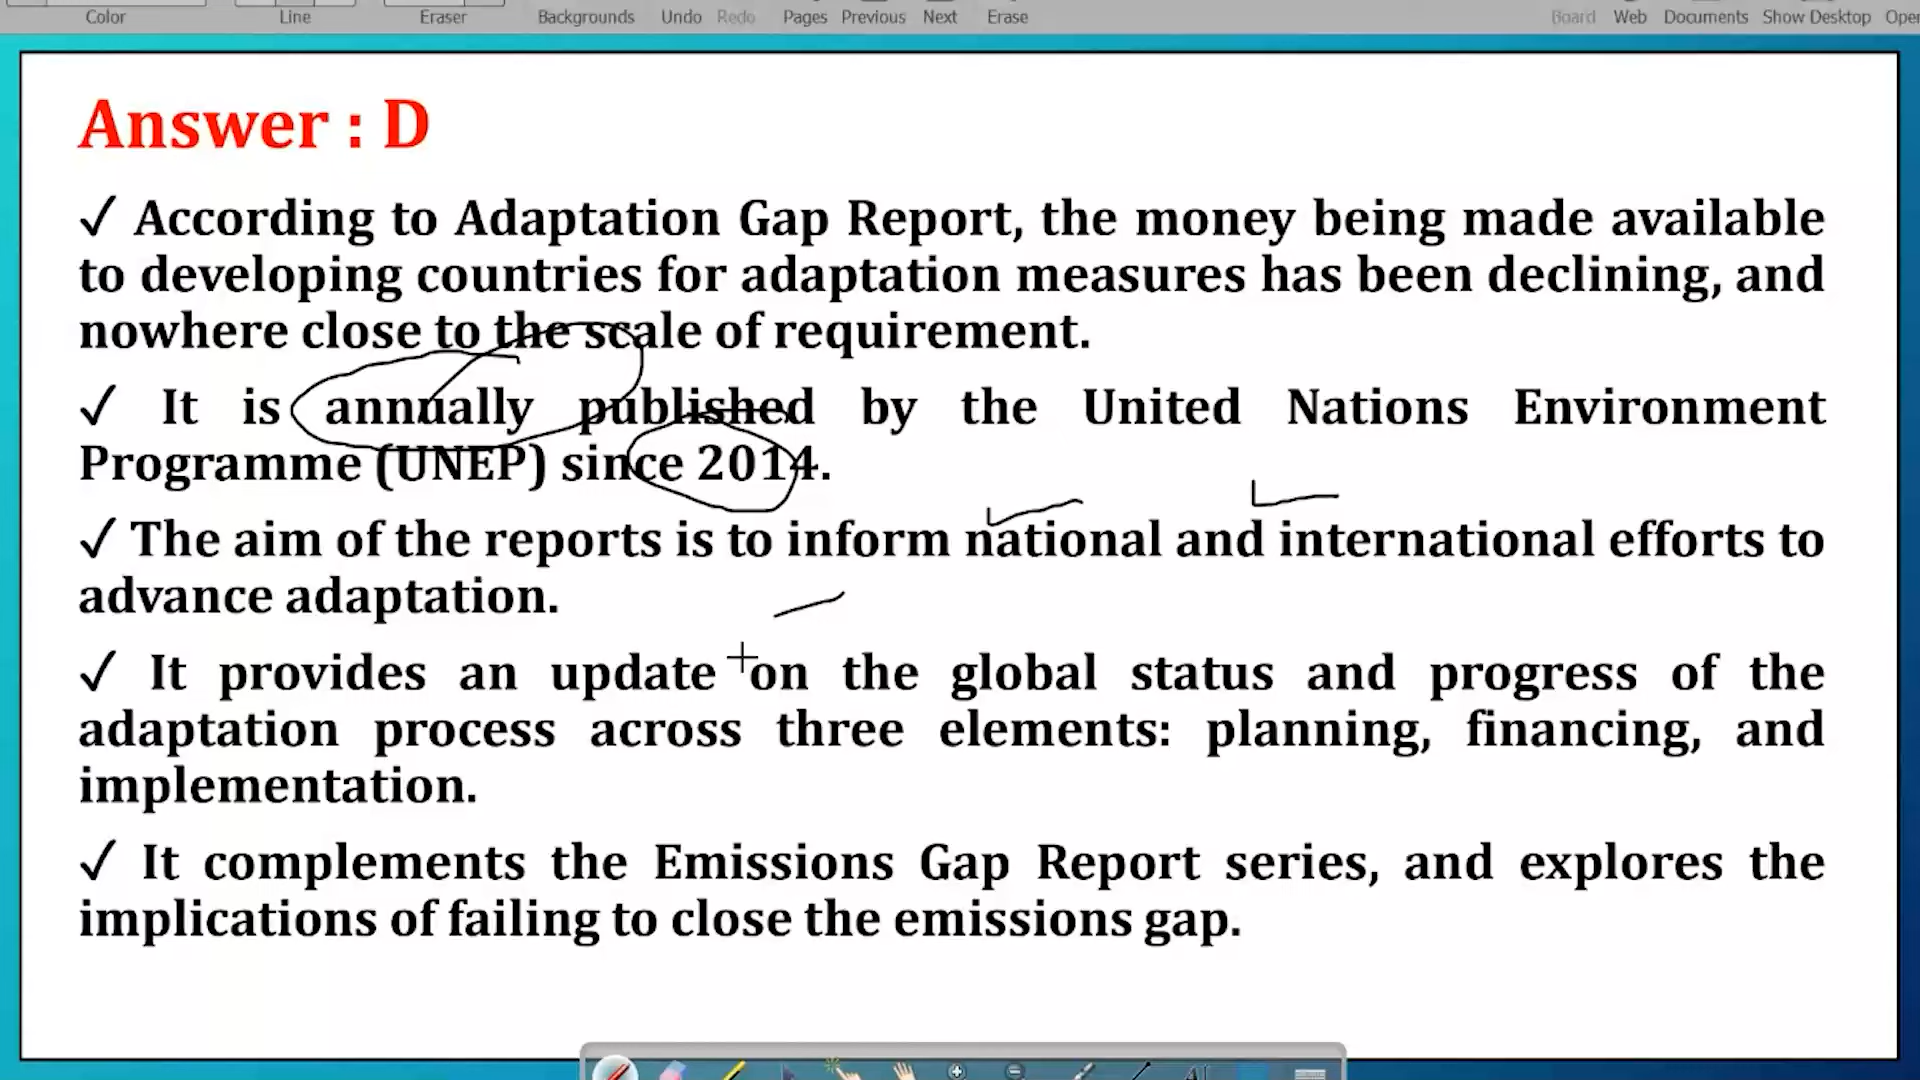 Color Line Eraser Backgrounds Undo Redo Pages Previous Next Erase Board Web Documents Show Desktop
Answer : D
✓ According to Adaptation Gap Report, the money being made available
to developing countries for adaptation measures has been declining, and
nowhere close to the scale of requirement.
✓ It is annually published by the United Nations Environment
Programme (UNEP) since 2014.
✓ The aim of the reports is to inform national and international efforts to
advance adaptation.
✓ It provides an update on the global status and progress of the
adaptation process across three elements: planning, financing, and
implementation.
✓ It complements the Emissions Gap Report series, and explores the
implications of failing to close the emissions gap.